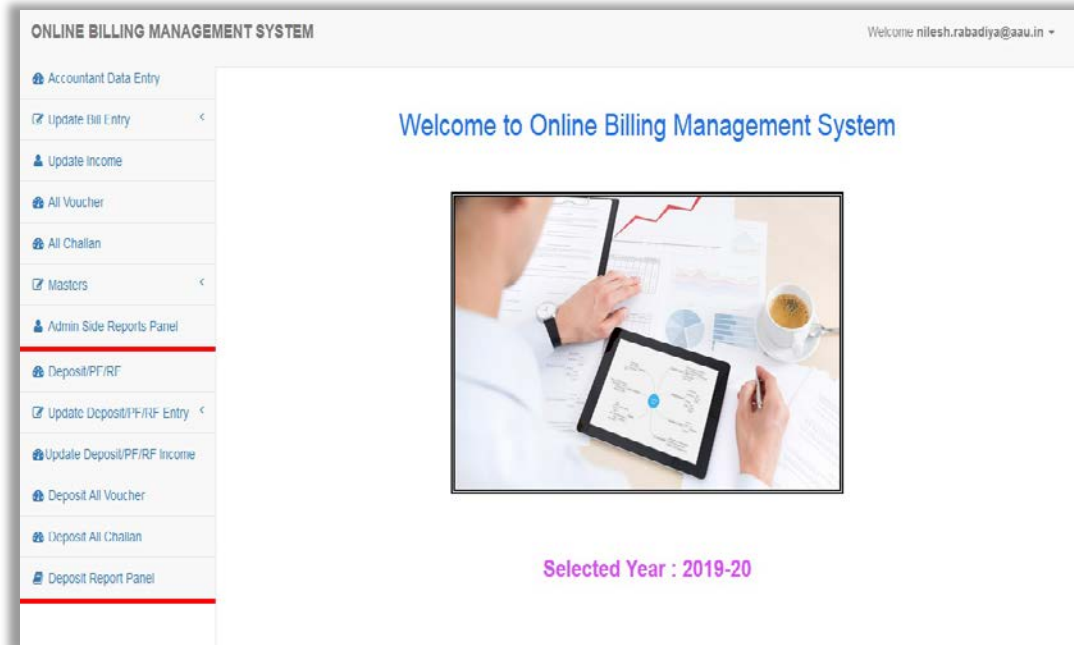 ONLINE BILLING MANAGEMENT SYSTEM
Welcome nilesh.rabadiya@aau.in
Accountant Data Entry
Update Bill Entry
Update Income
All Voucher
All Challan
Masters
Admin Side Reports Panel
Deposit/PF/RF
Update Deposit/PF/RF Entry
Update Deposit/PF/RF Income
Deposit All Voucher
Deposit All Challan
Deposit Report Panel
Welcome to Online Billing Management System
Selected Year : 2019-20